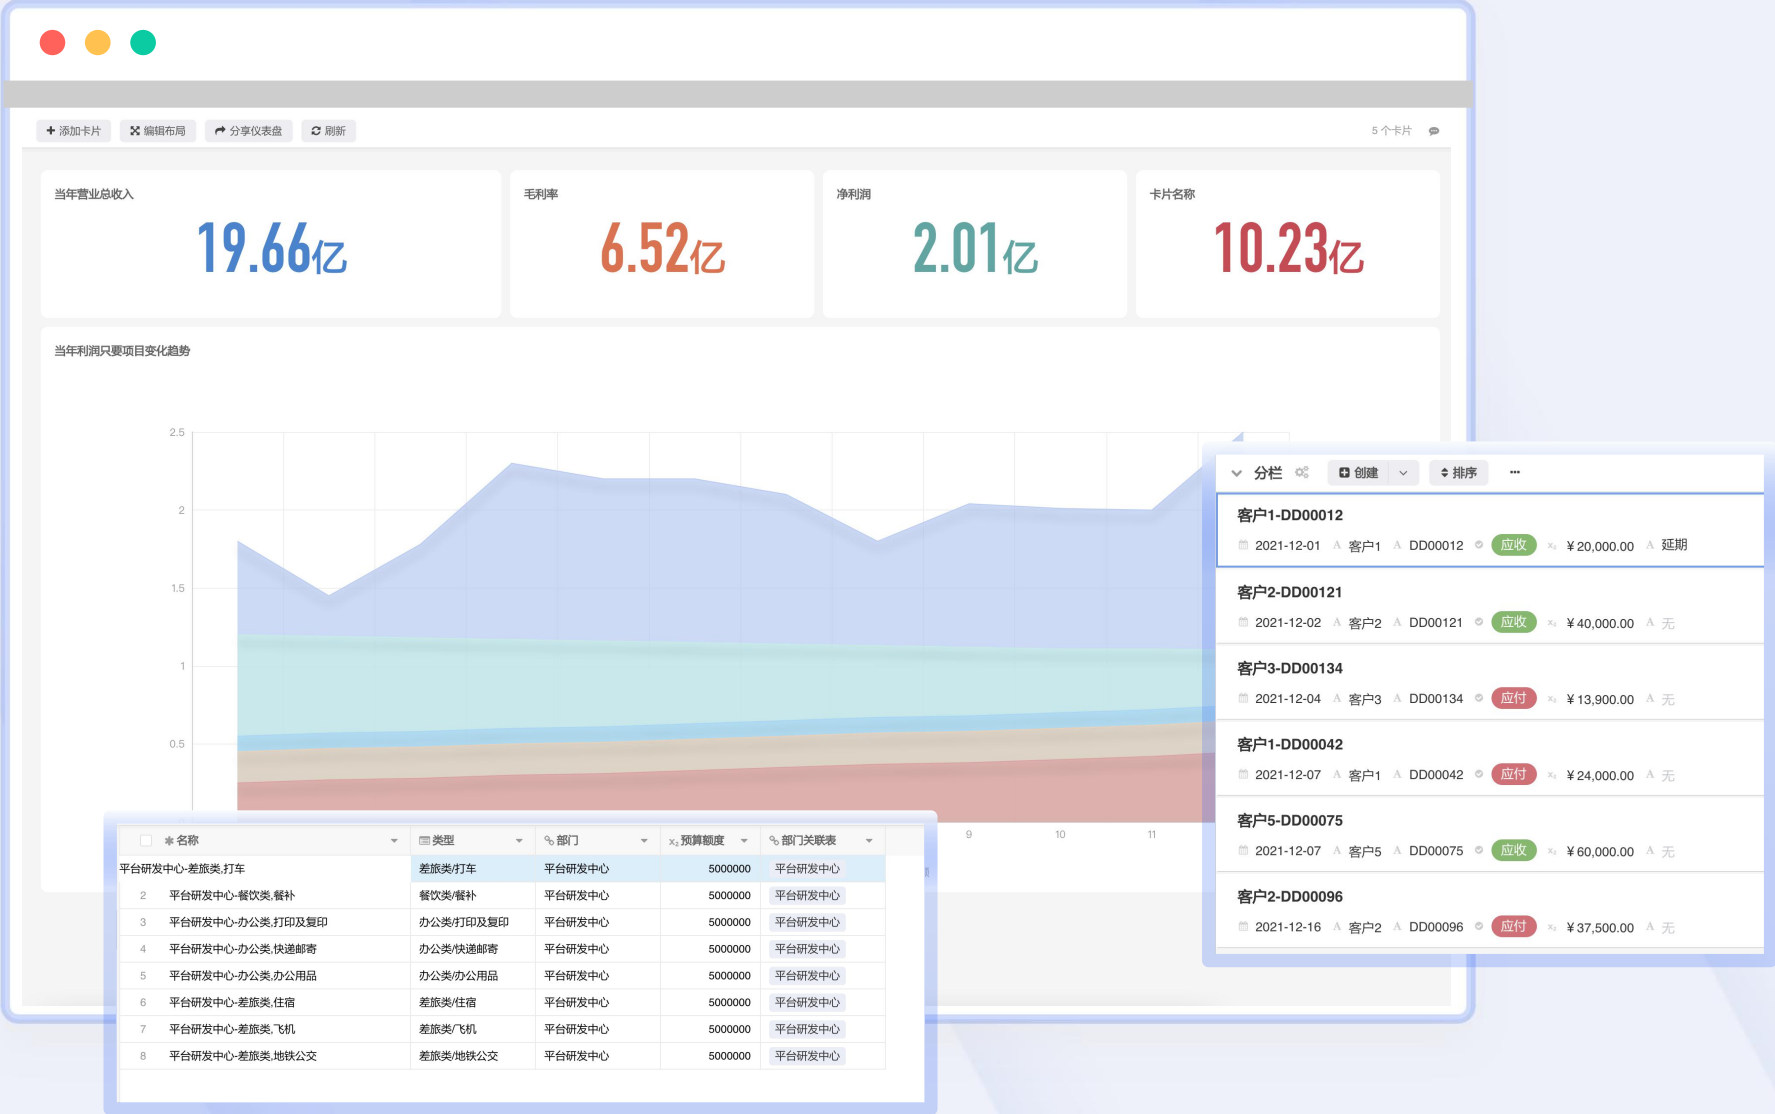 添加卡片 编辑布局 分享仪表盘 刷新 5 个卡片
当年营业总收入 毛利率 净利润 卡片名称
19.66亿 6.52亿 2.01亿 10.23亿
当年利润只要项目变化趋势
2.5
2
1.5
1
0.5
9 10 11
分栏 创建 排序 ···
客户1-DD00012
2021-12-01 A 客户1 A DD00012 应收 x₂ ¥20,000.00 A 延期
客户2-DD00121
2021-12-02 A 客户2 A DD00121 应收 x₂ ¥40,000.00 A 无
客户3-DD00134
2021-12-04 A 客户3 A DD00134 应付 x₂ ¥13,900.00 A 无
客户1-DD00042
2021-12-07 A 客户1 A DD00042 应付 x₂ ¥24,000.00 A 无
客户5-DD00075
2021-12-07 A 客户5 A DD00075 应收 x₂ ¥60,000.00 A 无
客户2-DD00096
2021-12-16 A 客户2 A DD00096 应付 x₂ ¥37,500.00 A 无
名称 类型 部门 x₂ 预算额度 部门关联表
平台研发中心-差旅类,打车 差旅类/打车 平台研发中心 5000000 平台研发中心
2 平台研发中心-餐饮类,餐补 餐饮类/餐补 平台研发中心 5000000 平台研发中心
3 平台研发中心-办公类,打印及复印 办公类/打印及复印 平台研发中心 5000000 平台研发中心
4 平台研发中心-办公类,快递邮寄 办公类/快递邮寄 平台研发中心 5000000 平台研发中心
5 平台研发中心-办公类,办公用品 办公类/办公用品 平台研发中心 5000000 平台研发中心
6 平台研发中心-差旅类,住宿 差旅类/住宿 平台研发中心 5000000 平台研发中心
7 平台研发中心-差旅类,飞机 差旅类/飞机 平台研发中心 5000000 平台研发中心
8 平台研发中心-差旅类,地铁公交 差旅类/地铁公交 平台研发中心 5000000 平台研发中心